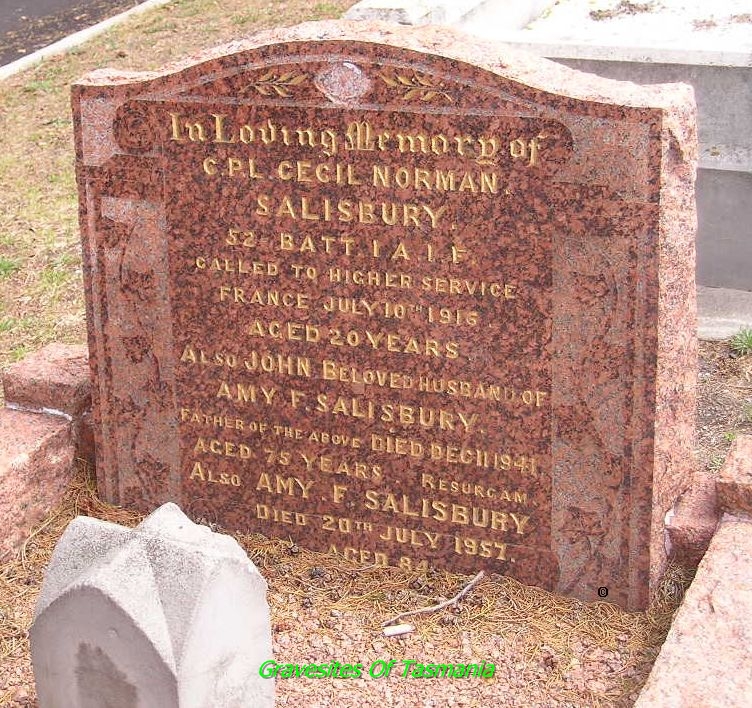 In Loving Memory of
CPL CECIL NORMAN.
SALISBURY.
52 BATT. I A.I.F.
CALLED TO HIGHER SERVICE
FRANCE JULY 10TH 1916
AGED 20 YEARS
ALSO JOHN BELOVED HUSBAND OF
AMY F. SALISBURY.
FATHER OF THE ABOVE DIED DEC 11 1941
AGED 75 YEARS. RESURGAM.
ALSO AMY. F. SALISBURY
DIED 20TH JULY 1957.
AGED 84
Gravesites Of Tasmania